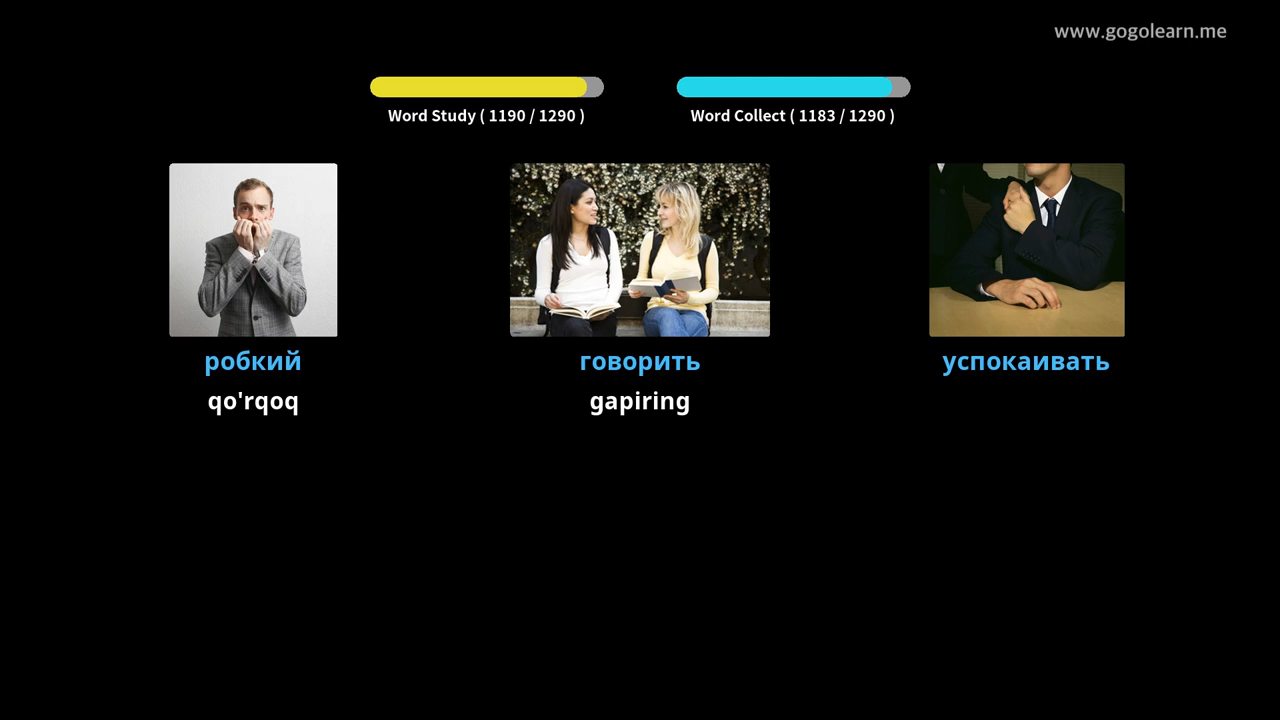 www.gogolearn.me
Word Study ( 1190 / 1290 )
Word Collect ( 1183 / 1290 )
робкий
говорить
успокаивать
qo'rqoq
gapiring